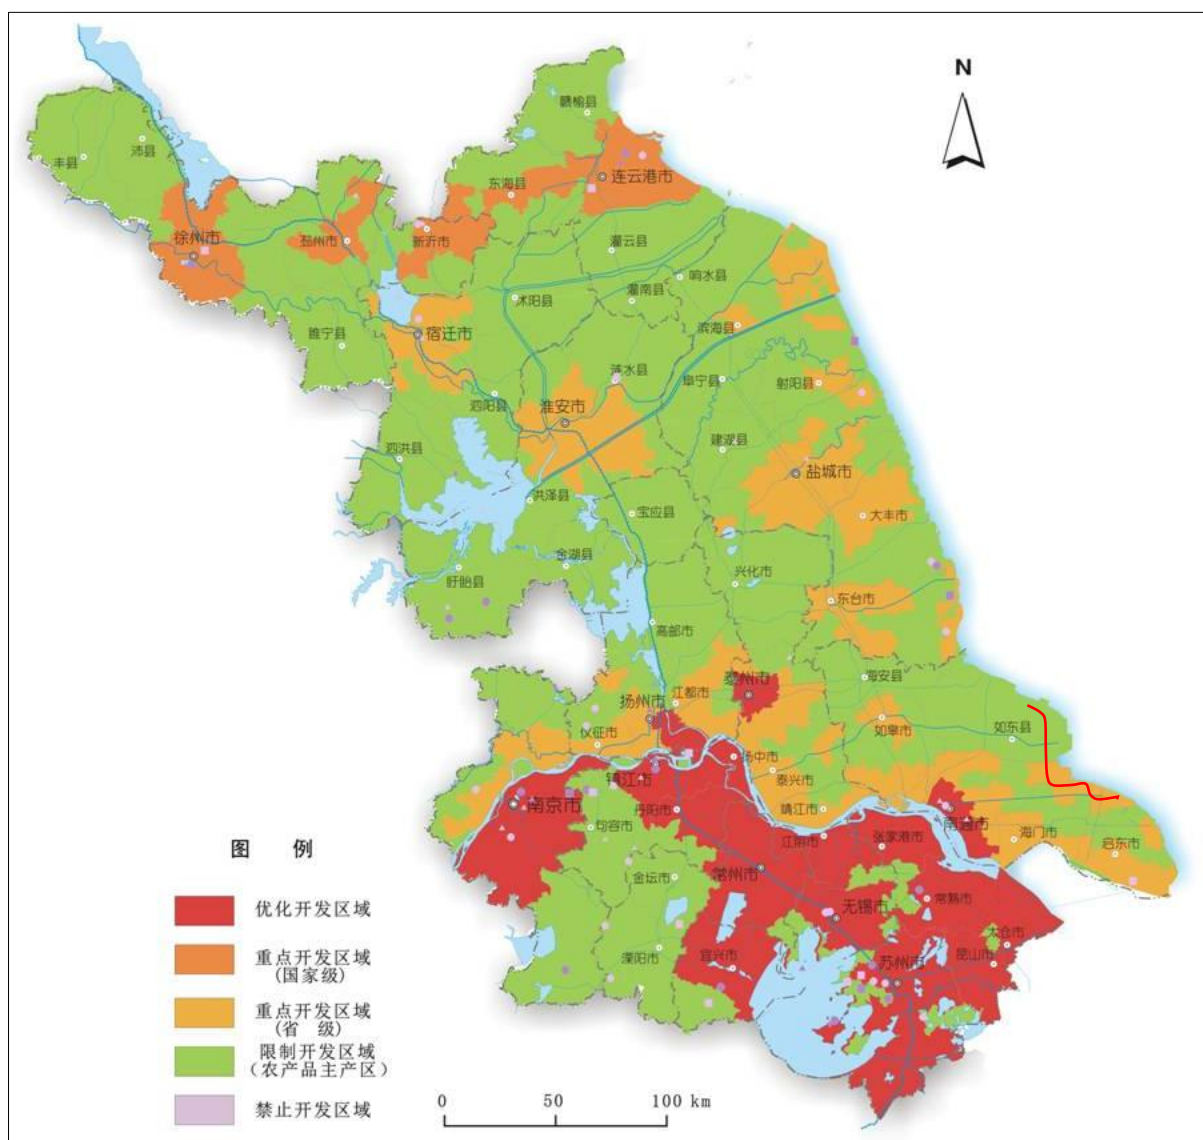 N
赣榆县
沛县
丰县
连云港市
东海县
徐州市
邳州市
新沂市
灌云县
响水县
沭阳县
灌南县
滨海县
宿迁市
睢宁县
涟水县
阜宁县
射阳县
泗阳县
淮安市
建湖县
泗洪县
盐城市
洪泽县
宝应县
大丰市
金湖县
盱眙县
兴化市
东台市
高邮市
海安县
泰州市
扬州市
江都市
如皋市
如东县
仪征市
扬中市
泰兴市
镇江市
南京市
丹阳市
靖江市
南通市
句容市
江阴市
张家港市
海门市
启东市
金坛市
常州市
无锡市
常熟市
太仓市
溧阳市
宜兴市
苏州市
昆山市
图 例
优化开发区域
重点开发区域
(国家级)
重点开发区域
(省 级)
限制开发区域
(农产品主产区)
禁止开发区域
0 50 100 km